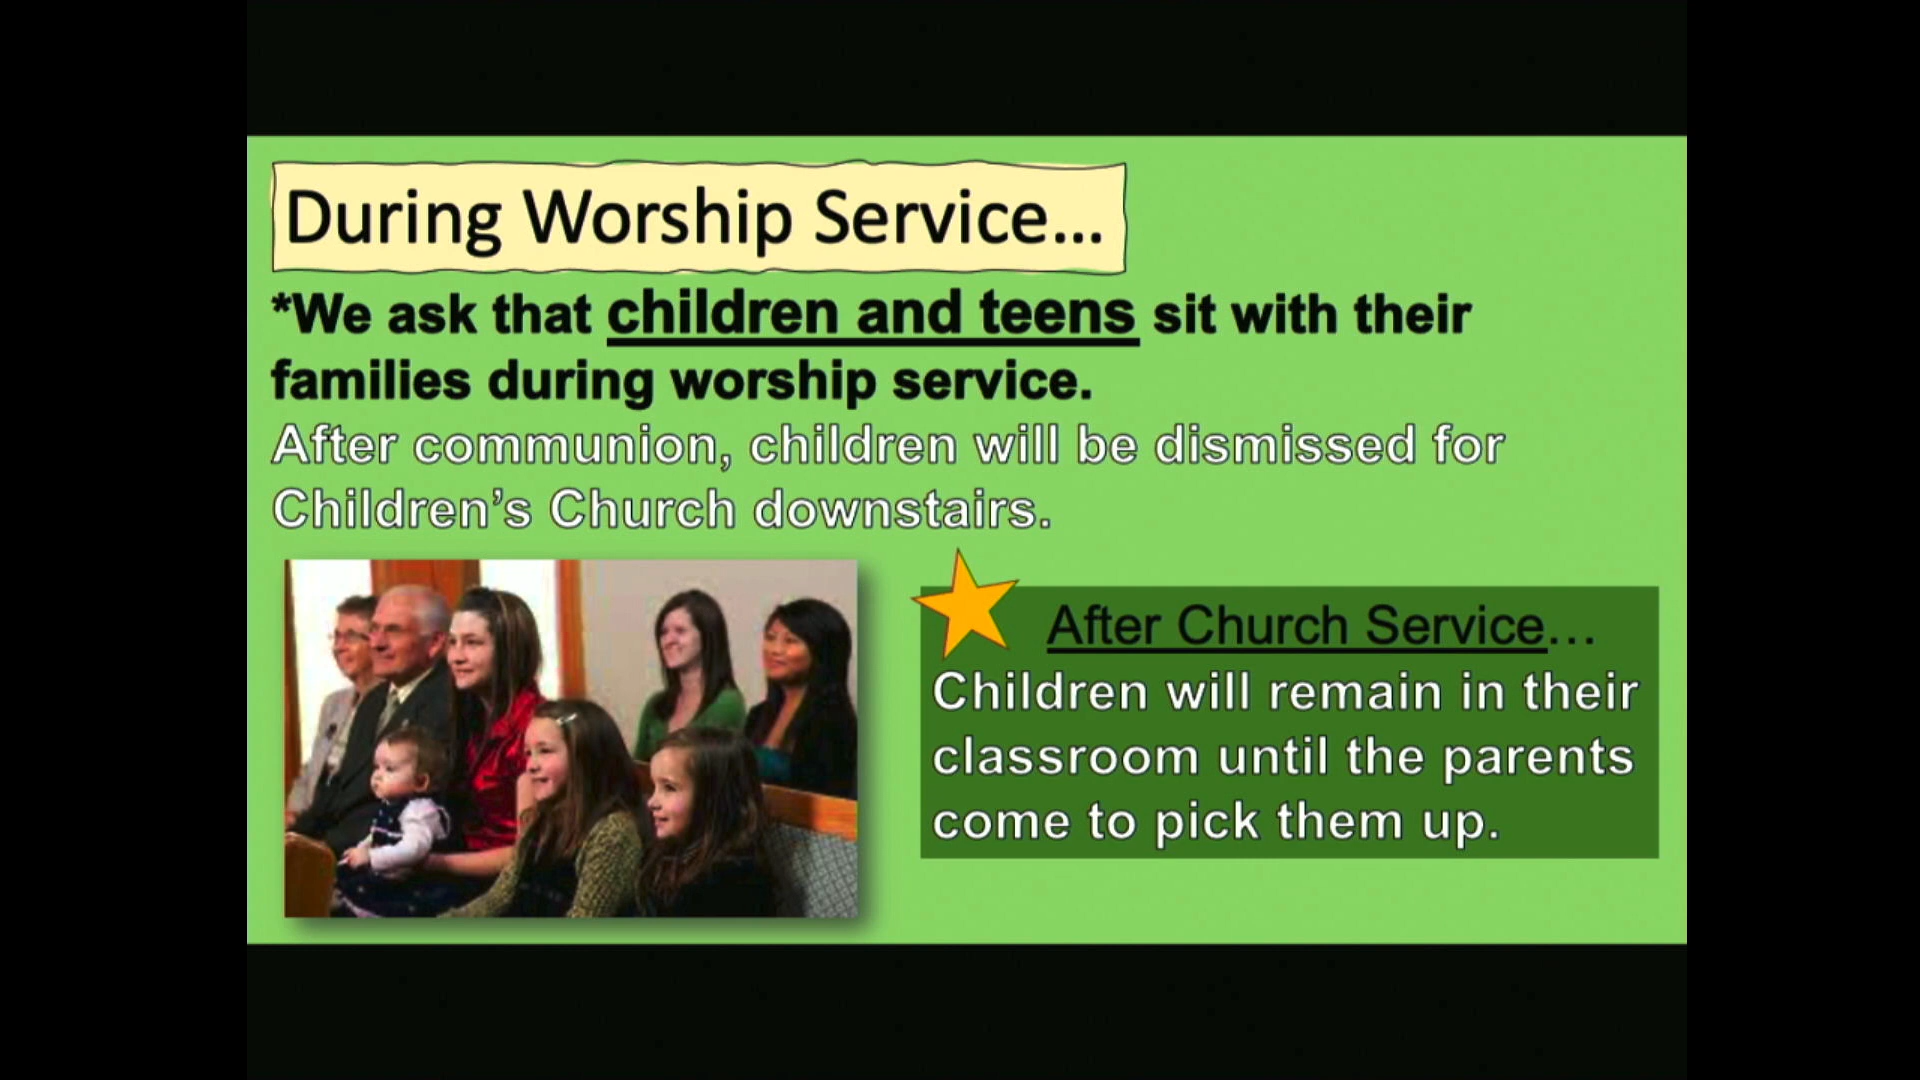 During Worship Service...
*We ask that children and teens sit with their
families during worship service.
After communion, children will be dismissed for
Children’s Church downstairs.
After Church Service...
Children will remain in their
classroom until the parents
come to pick them up.